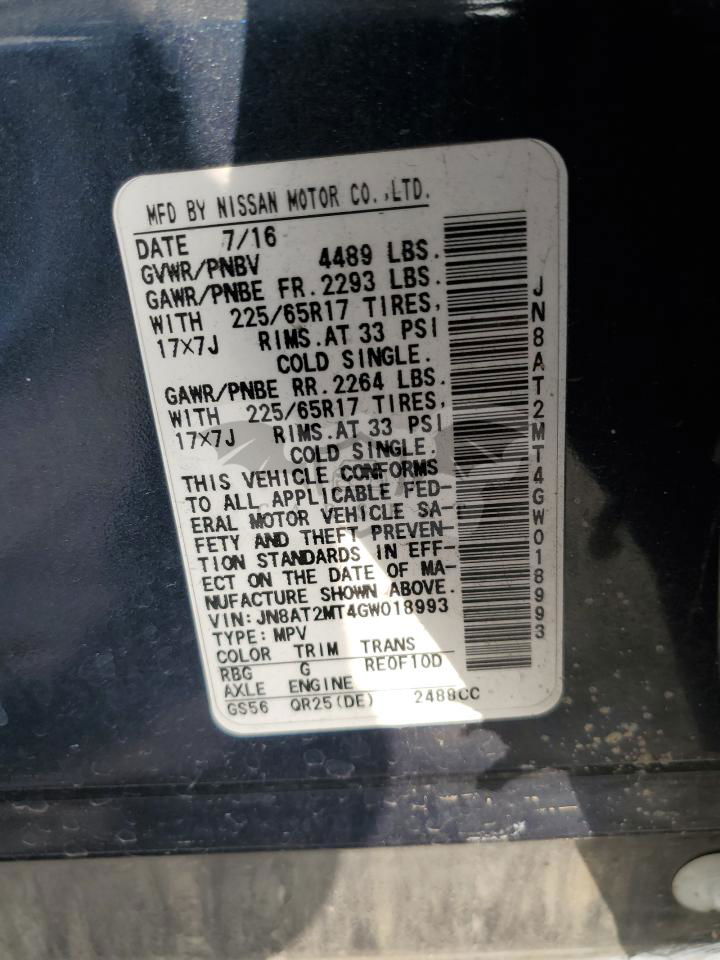 MFD BY NISSAN MOTOR CO.,LTD.
DATE 7/16
GVWR/PNBV 4489 LBS.
GAWR/PNBE FR. 2293 LBS.
WITH 225/65R17 TIRES,
17×7J RIMS. AT 33 PSI
COLD SINGLE.
GAWR/PNBE RR. 2264 LBS.
WITH 225/65R17 TIRES,
17×7J RIMS. AT 33 PSI
COLD SINGLE.
THIS VEHICLE CONFORMS
TO ALL APPLICABLE FED-
ERAL MOTOR VEHICLE SA-
FETY AND THEFT PREVEN-
TION STANDARDS IN EFF-
ECT ON THE DATE OF MA-
NUFACTURE SHOWN ABOVE.
VIN: JN8AT2MT4GW018993
TYPE: MPV
COLOR TRIM TRANS
RBG G RE0F10D
AXLE ENGINE
GS56 QR25(DE) 2488CC
JN8AT2MT4GW018993